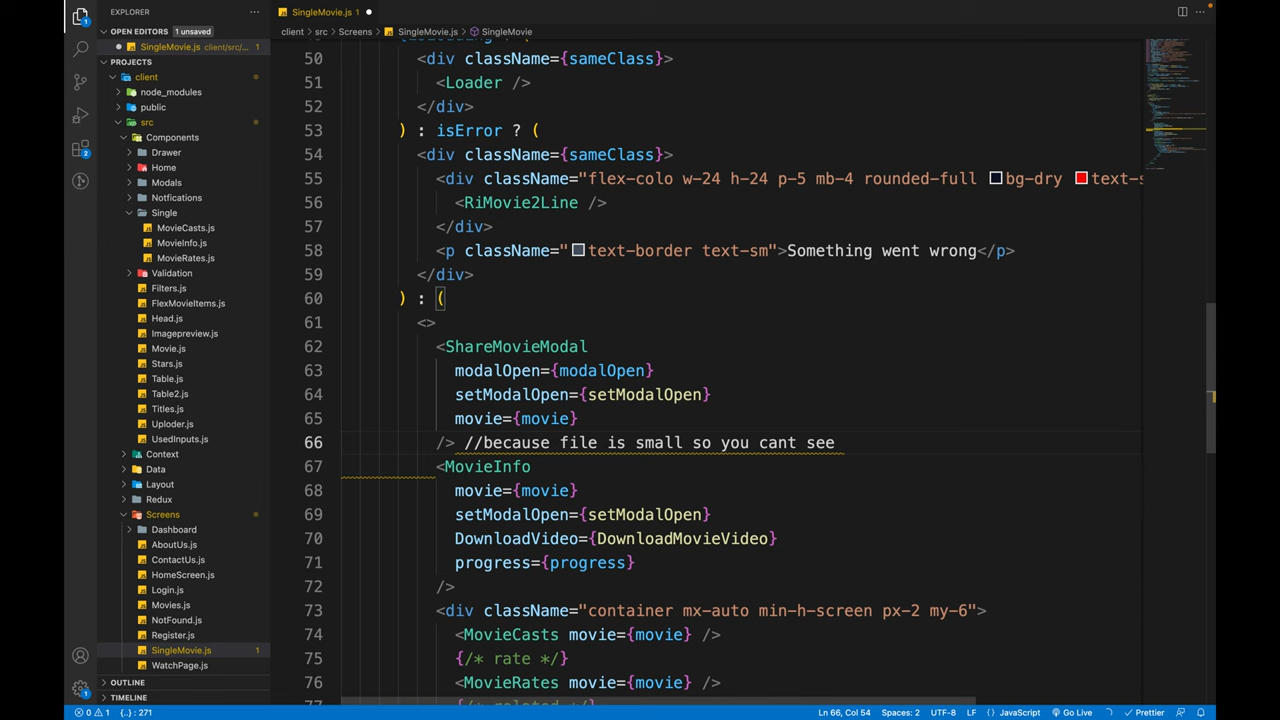 EXPLORER
···
OPEN EDITORS 1 unsaved
SingleMovie.js client/src/... 1
PROJECTS
client
node_modules
public
src
Components
Drawer
Home
Modals
Notfications
Single
MovieCasts.js
MovieInfo.js
MovieRates.js
Validation
Filters.js
FlexMovieItems.js
Head.js
Imagepreview.js
Movie.js
Stars.js
Table.js
Table2.js
Titles.js
Uploder.js
UsedInputs.js
Context
Data
Layout
Redux
Screens
Dashboard
AboutUs.js
ContactUs.js
HomeScreen.js
Login.js
Movies.js
NotFound.js
Register.js
SingleMovie.js 1
WatchPage.js
OUTLINE
TIMELINE
SingleMovie.js 1
client > src > Screens > SingleMovie.js > SingleMovie
50 <div className={sameClass}>
51 <Loader />
52 </div>
53 ) : isError ? (
54 <div className={sameClass}>
55 <div className="flex-colo w-24 h-24 p-5 mb-4 rounded-full bg-dry text-s
56 <RiMovie2Line />
57 </div>
58 <p className="text-border text-sm">Something went wrong</p>
59 </div>
60 ) : (
61 <>
62 <ShareMovieModal
63 modalOpen={modalOpen}
64 setModalOpen={setModalOpen}
65 movie={movie}
66 /> //because file is small so you cant see
67 <MovieInfo
68 movie={movie}
69 setModalOpen={setModalOpen}
70 DownloadVideo={DownloadMovieVideo}
71 progress={progress}
72 />
73 <div className="container mx-auto min-h-screen px-2 my-6">
74 <MovieCasts movie={movie} />
75 {/* rate */}
76 <MovieRates movie={movie} />
0 1 {..} : 271 Ln 66, Col 54 Spaces: 2 UTF-8 LF {} JavaScript Go Live Prettier